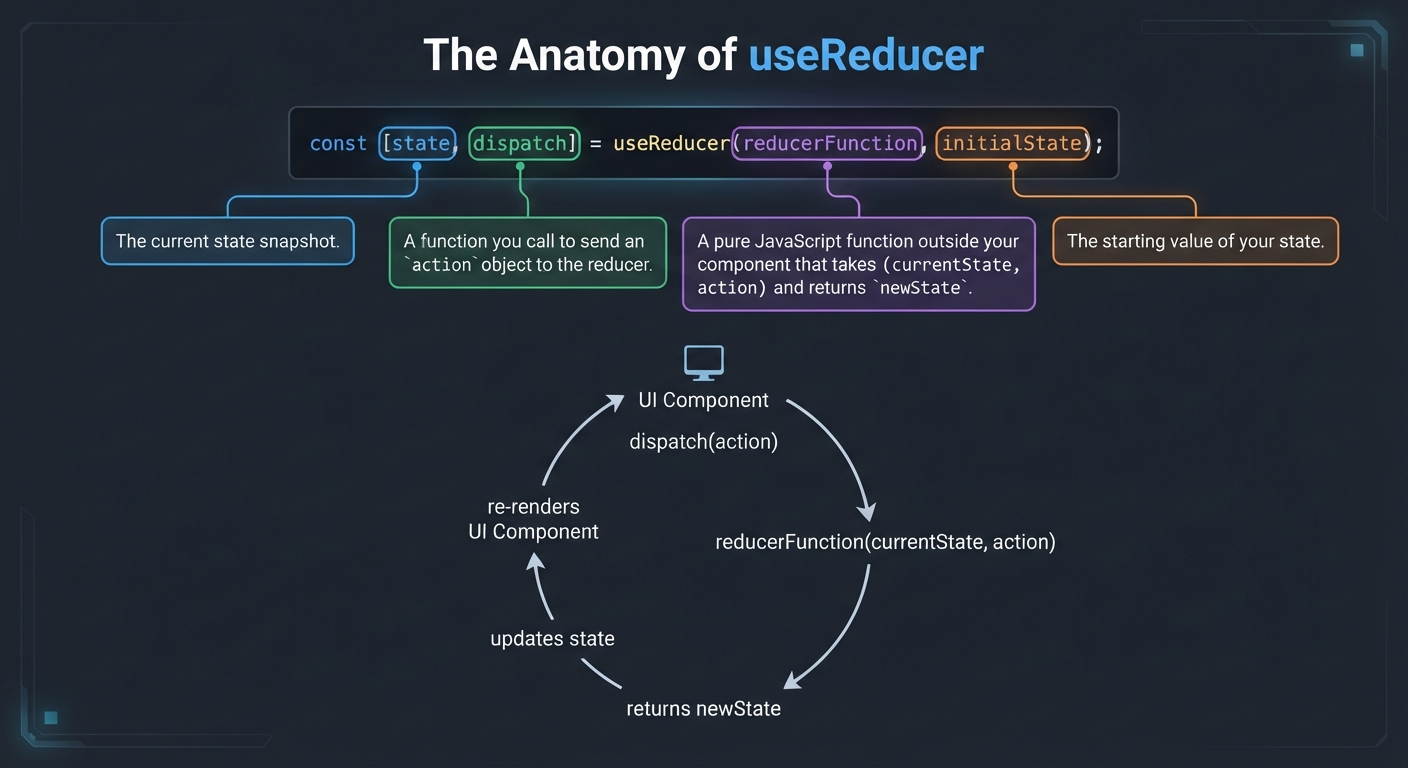 The Anatomy of useReducer
const [state, dispatch] = useReducer(reducerFunction, initialState);
The current state snapshot.
A function you call to send an
`action` object to the reducer.
A pure JavaScript function outside your
component that takes (currentState,
action) and returns `newState`.
The starting value of your state.
UI Component
dispatch(action)
reducerFunction(currentState, action)
returns newState
updates state
re-renders
UI Component